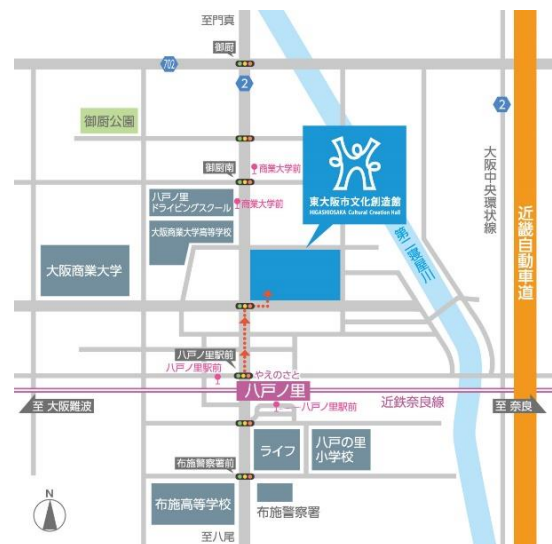 至門真
御厨
702
2
2
御厨公園
御厨南
商業大学前
八戸ノ里
ドライビングスクール
商業大学前
大阪商業大学高等学校
大阪商業大学
東大阪市文化創造館
HIGASHIOSAKA Cultural Creation Hall
第二寝屋川
大阪中央環状線
近畿自動車道
八戸ノ里駅前
八戸ノ里駅前
やえのさと
八戸ノ里
至 大阪難波
八戸ノ里駅前
近鉄奈良線
至 奈良
ライフ
八戸の里
小学校
布施警察署前
布施高等学校
布施警察署
N
至八尾